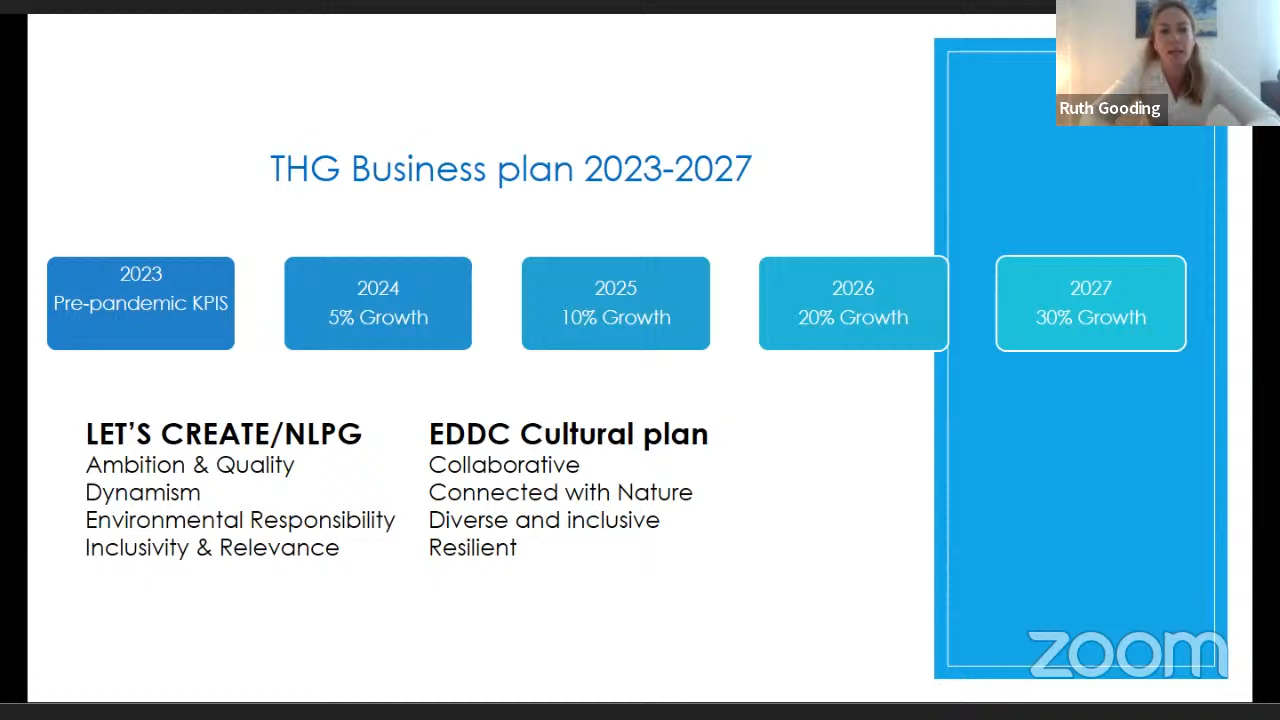 Ruth Gooding
THG Business plan 2023-2027
2023
Pre-pandemic KPIS
2024
5% Growth
2025
10% Growth
2026
20% Growth
2027
30% Growth
LET'S CREATE/NLPG
Ambition & Quality
Dynamism
Environmental Responsibility
Inclusivity & Relevance
EDDC Cultural plan
Collaborative
Connected with Nature
Diverse and inclusive
Resilient
zoom